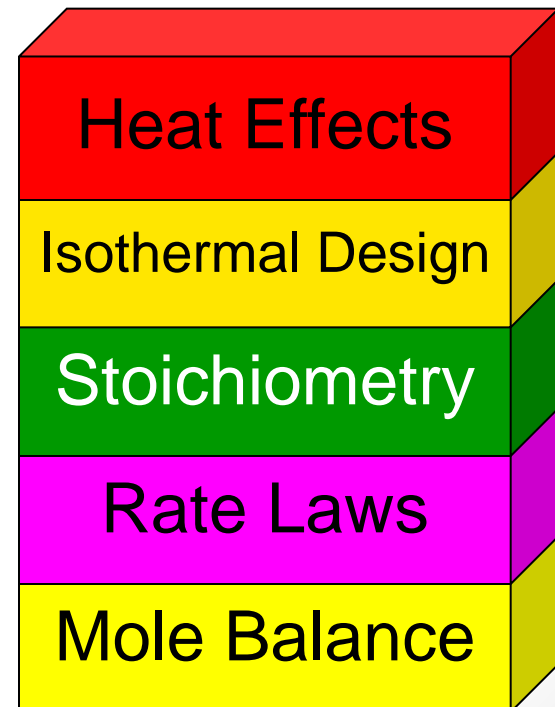 Heat Effects
Isothermal Design
Stoichiometry
Rate Laws
Mole Balance